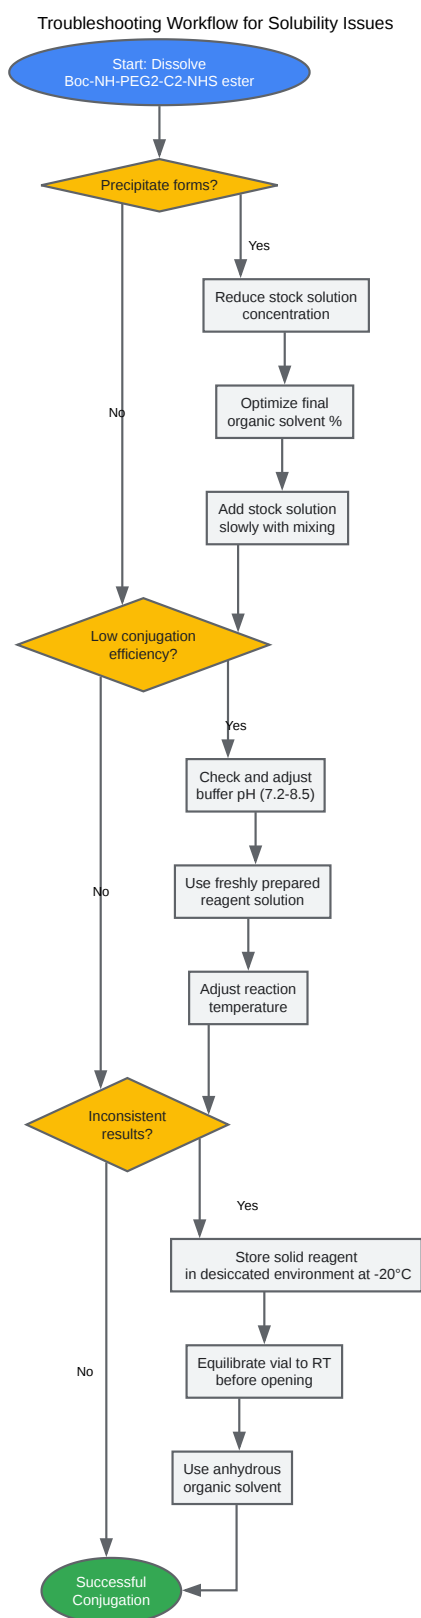 Troubleshooting Workflow for Solubility Issues
Start: Dissolve
Boc-NH-PEG2-C2-NHS ester
Precipitate forms?
Yes
Reduce stock solution
concentration
Optimize final
organic solvent %
No
Add stock solution
slowly with mixing
Low conjugation
efficiency?
Yes
Check and adjust
buffer pH (7.2-8.5)
Use freshly prepared
reagent solution
No
Adjust reaction
temperature
Inconsistent
results?
Yes
Store solid reagent
in desiccated environment at -20°C
Equilibrate vial to RT
before opening
No
Use anhydrous
organic solvent
Successful
Conjugation